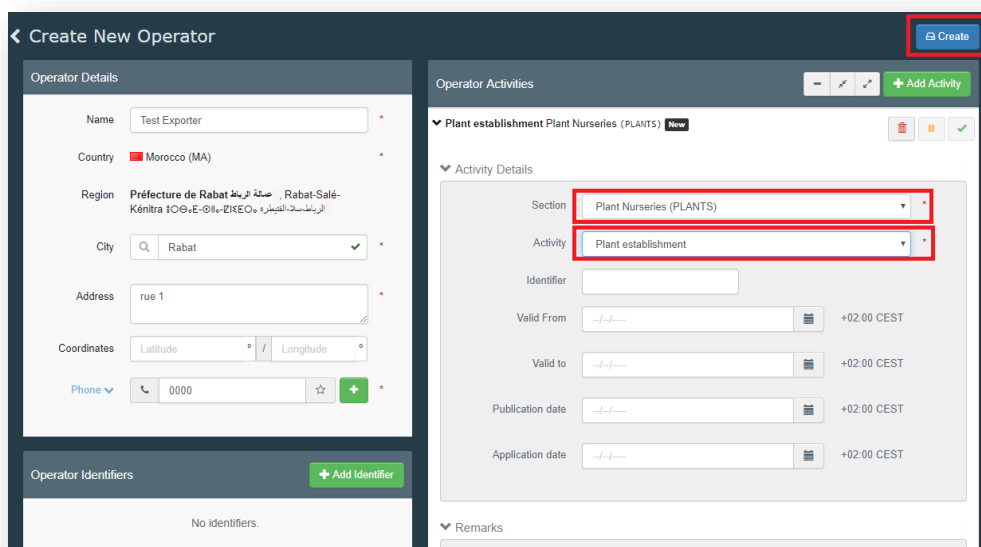 Create New Operator
Create
Operator Details
Name
Test Exporter
*
Country
Morocco (MA)
*
Region
Préfecture de Rabat عمالة الرباط , Rabat-Salé-
Kénitra
الرباط-سلا-القنيطرة
City
Rabat
*
Address
rue 1
*
Coordinates
Latitude
°
/
Longitude
°
Phone
0000
*
Operator Identifiers
Add Identifier
No identifiers.
Operator Activities
Add Activity
Plant establishment Plant Nurseries (PLANTS) New
Activity Details
Section
Plant Nurseries (PLANTS)
*
Activity
Plant establishment
*
Identifier
Valid From
--/--/----
+02:00 CEST
Valid to
--/--/----
+02:00 CEST
Publication date
--/--/----
+02:00 CEST
Application date
--/--/----
+02:00 CEST
Remarks